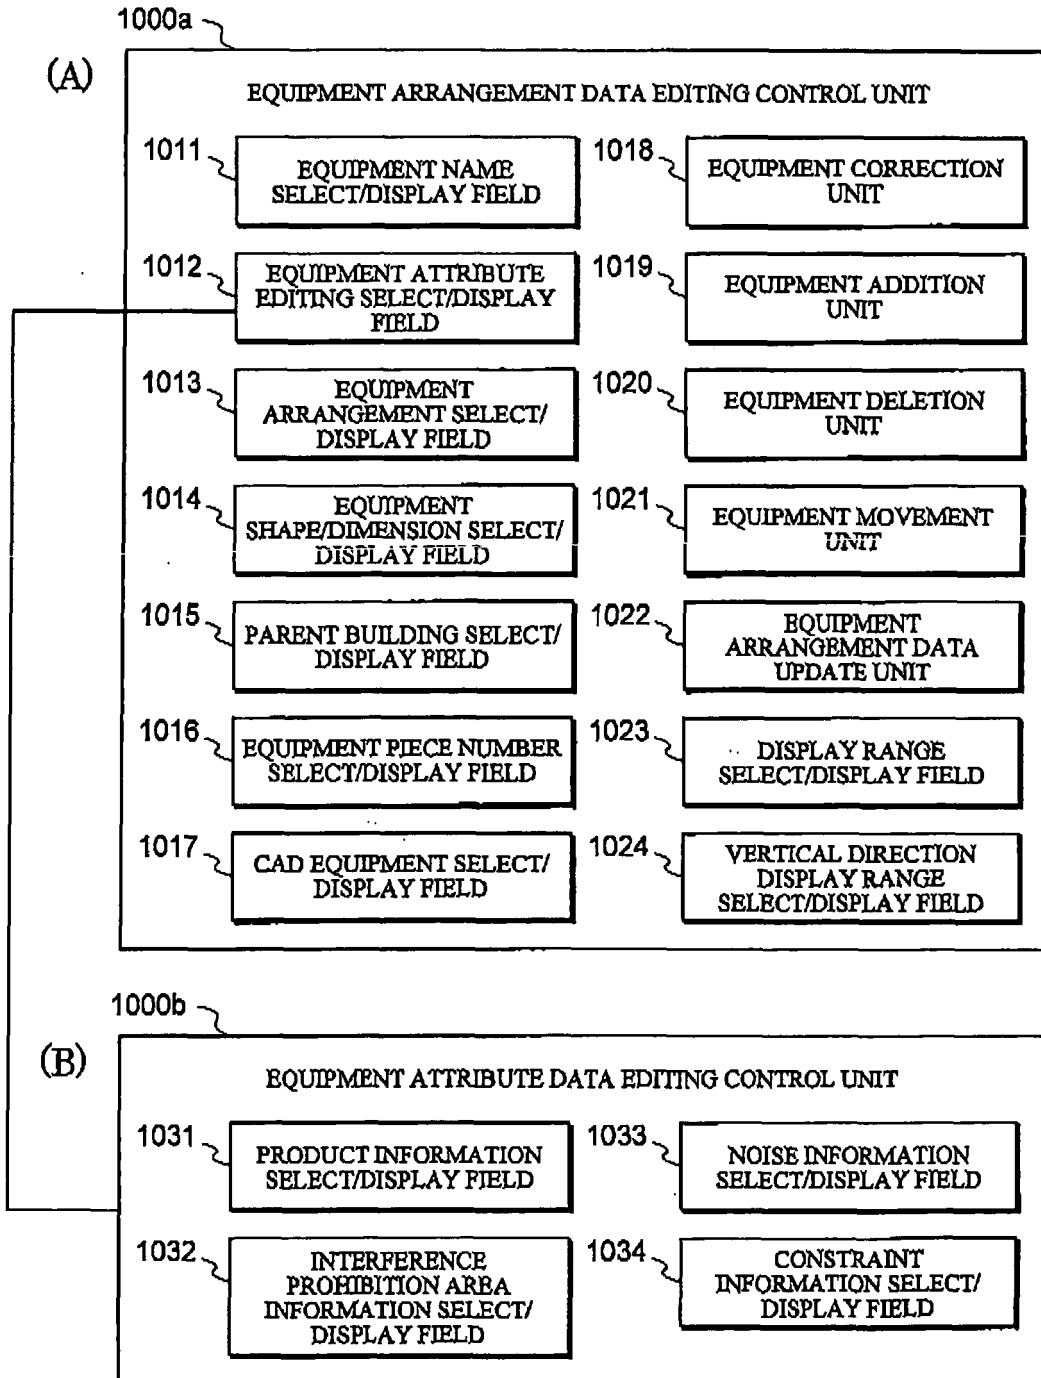 1000a
(A)
EQUIPMENT ARRANGEMENT DATA EDITING CONTROL UNIT
1011
EQUIPMENT NAME
SELECT/DISPLAY FIELD
1018
EQUIPMENT CORRECTION
UNIT
1012
EQUIPMENT ATTRIBUTE
EDITING SELECT/DISPLAY
FIELD
1019
EQUIPMENT ADDITION
UNIT
1013
EQUIPMENT
ARRANGEMENT SELECT/
DISPLAY FIELD
1020
EQUIPMENT DELETION
UNIT
1014
EQUIPMENT
SHAPE/DIMENSION SELECT/
DISPLAY FIELD
1021
EQUIPMENT MOVEMENT
UNIT
1015
PARENT BUILDING SELECT/
DISPLAY FIELD
1022
EQUIPMENT
ARRANGEMENT DATA
UPDATE UNIT
1016
EQUIPMENT PIECE NUMBER
SELECT/DISPLAY FIELD
1023
DISPLAY RANGE
SELECT/DISPLAY FIELD
1017
CAD EQUIPMENT SELECT/
DISPLAY FIELD
1024
VERTICAL DIRECTION
DISPLAY RANGE
SELECT/DISPLAY FIELD
1000b
(B)
EQUIPMENT ATTRIBUTE DATA EDITING CONTROL UNIT
1031
PRODUCT INFORMATION
SELECT/DISPLAY FIELD
1033
NOISE INFORMATION
SELECT/DISPLAY FIELD
1032
INTERFERENCE
PROHIBITION AREA
INFORMATION SELECT/
DISPLAY FIELD
1034
CONSTRAINT
INFORMATION SELECT/
DISPLAY FIELD